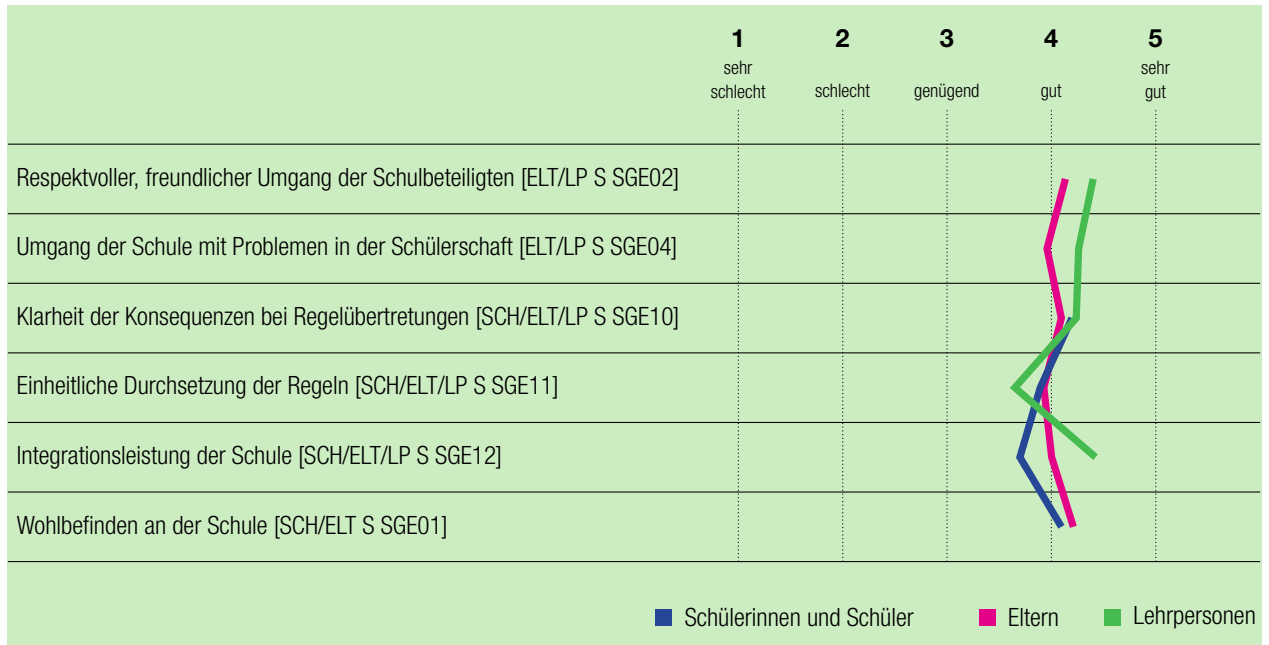 1 2 3 4 5
sehr schlecht schlecht genügend gut sehr gut
Respektvoller, freundlicher Umgang der Schulbeteiligten [ELT/LP S SGE02]
Umgang der Schule mit Problemen in der Schülerschaft [ELT/LP S SGE04]
Klarheit der Konsequenzen bei Regelübertretungen [SCH/ELT/LP S SGE10]
Einheitliche Durchsetzung der Regeln [SCH/ELT/LP S SGE11]
Integrationsleistung der Schule [SCH/ELT/LP S SGE12]
Wohlbefinden an der Schule [SCH/ELT S SGE01]
Schülerinnen und Schüler Eltern Lehrpersonen